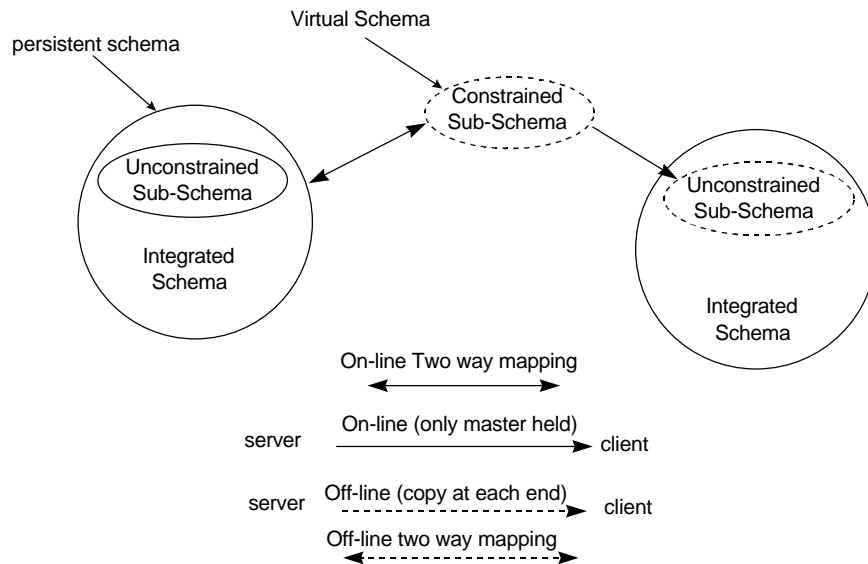 Virtual Schema
persistent schema
Constrained
Sub-Schema
Unconstrained
Sub-Schema
Unconstrained
Sub-Schema
Integrated
Schema
Integrated
Schema
On-line Two way mapping
On-line (only master held)
server
client
Off-line (copy at each end)
server
client
Off-line two way mapping